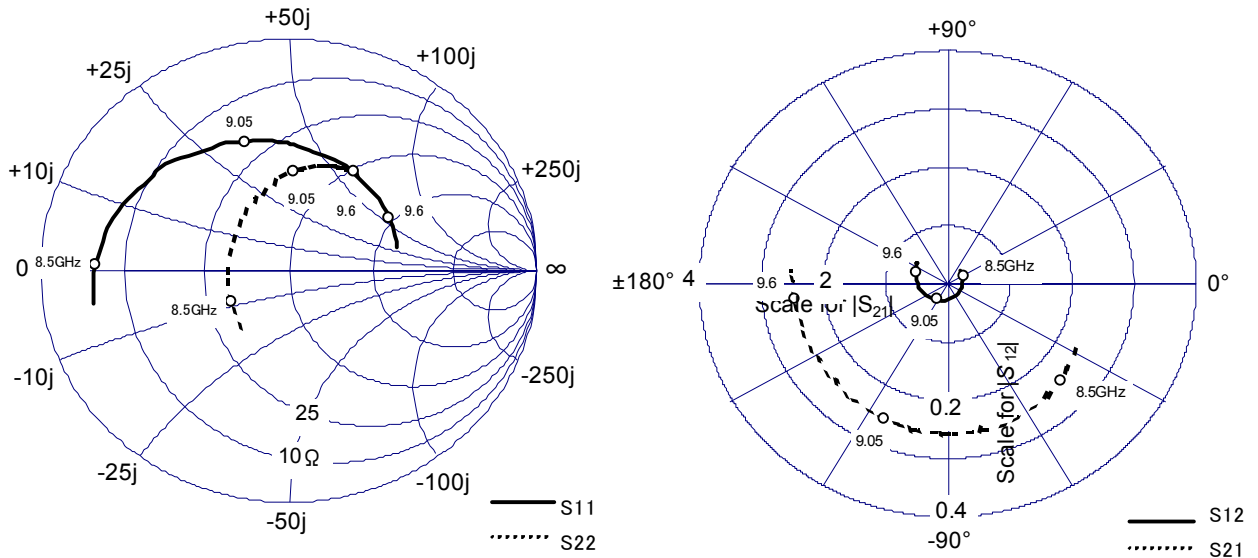 +50j
+25j
+100j
9.05
+10j
+250j
9.05
9.6
9.6
8.5GHz
0
∞
8.5GHz
-10j
-250j
25
10Ω
-25j
-100j
-50j
S11
S22
+90°
9.6
8.5GHz
±180°
4
9.6
2
0°
Scale for |S21|
9.05
Scale for |S12|
8.5GHz
0.2
9.05
0.4
-90°
S12
S21